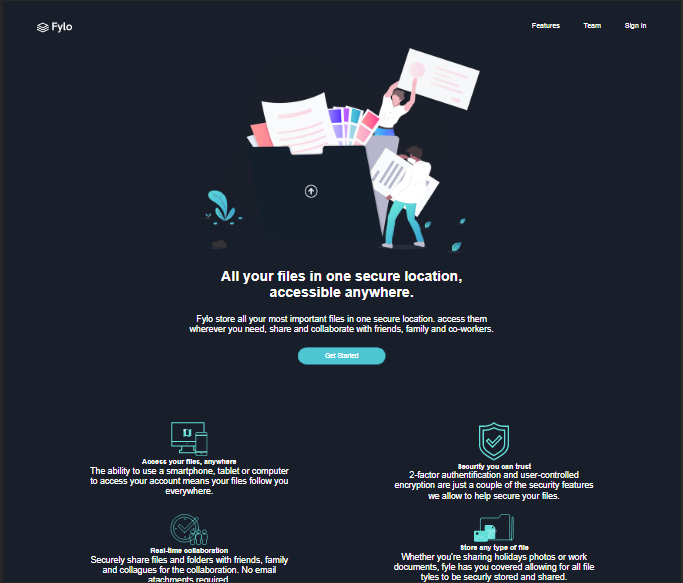 Fylo
Features Team Sign In
All your files in one secure location,
accessible anywhere.
Fylo store all your most important files in one secure location. access them
wherever you need, share and collaborate with friends, family and co-workers.
Get Started
Access your files, anywhere
The ability to use a smartphone, tablet or computer
to access your account means your files follow you
everywhere.
Security you can trust
2-factor authentification and user-controlled
encryption are just a couple of the security features
we allow to help secure your files.
Real-time collaboration
Securely share files and folders with friends, family
and collagues for the collaboration. No email
atachments required
Store any type of file
Whether you're sharing holidays photos or work
documents, fyle has you covered allowing for all file
tyles to be securly stored and shared.